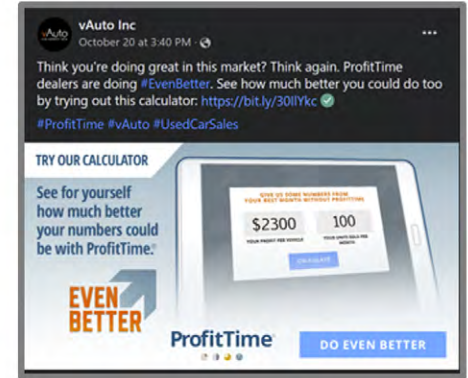 vAuto
vAuto Inc
October 20 at 3:40 PM ·
Think you're doing great in this market? Think again. ProfitTime
dealers are doing #EvenBetter. See how much better you could do too
by trying out this calculator: https://bit.ly/30IlYkc
#ProfitTime #vAuto #UsedCarSales
TRY OUR CALCULATOR
See for yourself
how much better
your numbers could
be with ProfitTime.®
EVEN
BETTER
GIVE US SOME NUMBERS FROM
YOUR BEST MONTH WITHOUT PROFITTIME
$2300 100
YOUR PROFIT PER VEHICLE YOUR UNITS SOLD PER
MONTH
CALCULATE
ProfitTime
DO EVEN BETTER